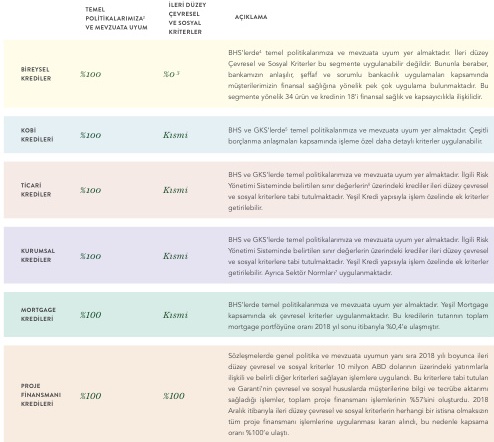 TEMEL
POLİTİKALARIMIZA²
VE MEVZUATA UYUM
İLERİ DÜZEY
ÇEVRESEL
VE SOSYAL
KRİTERLER
AÇIKLAMA
BİREYSEL
KREDİLER
%100
%0 ³
BHS'lerde⁴ temel politikalarımıza ve mevzuata uyum yer almaktadır. İleri düzey
Çevresel ve Sosyal Kriterler bu segmente uygulanabilir değildir. Bununla beraber,
bankamızın anlaşılır, şeffaf ve sorumlu bankacılık uygulamaları kapsamında
müşterilerimizin finansal sağlığına yönelik pek çok uygulama bulunmaktadır. Bu
segmente yönelik 34 ürün ve kredinin 18'i finansal sağlık ve kapsayıcılıkla ilişkilidir.
KOBİ
KREDİLERİ
%100
Kısmi
BHS ve GKS'lerde⁵ temel politikalarımıza ve mevzuata uyum yer almaktadır. Çeşitli
borçlanma anlaşmaları kapsamında işleme özel daha detaylı kriterler uygulanabilir.
TİCARİ
KREDİLER
%100
Kısmi
BHS ve GKS'lerde temel politikalarımıza ve mevzuata uyum yer almaktadır. İlgili Risk
Yönetimi Sisteminde belirtilen sınır değerlerin⁶ üzerindeki krediler ileri düzey çevresel
ve sosyal kriterlere tabi tutulmaktadır. Yeşil Kredi yapısıyla işlem özelinde ek kriterler
getirilebilir.
KURUMSAL
KREDİLER
%100
Kısmi
BHS ve GKS'lerde temel politikalarımıza ve mevzuata uyum yer almaktadır. İlgili Risk
Yönetimi Sisteminde belirtilen sınır değerlerin üzerindeki krediler ileri düzey çevresel
ve sosyal kriterlere tabi tutulmaktadır. Yeşil Kredi yapısıyla işlem özelinde ek kriterler
getirilebilir. Ayrıca Sektör Normları⁷ uygulanmaktadır.
MORTGAGE
KREDİLERİ
%100
Kısmi
BHS'lerde temel politikalarımıza ve mevzuata uyum yer almaktadır. Yeşil Mortgage
kapsamında ek çevresel kriterler uygulanmaktadır. Bu kredilerin tutarının toplam
mortgage portföyüne oranı 2018 yıl sonu itibarıyla %0,4'e ulaşmıştır.
PROJE
FİNANSMANI
KREDİLERİ
%100
%100
Sözleşmelerde genel politika ve mevzuata uyumun yanı sıra 2018 yılı boyunca ileri
düzey çevresel ve sosyal kriterler 10 milyon ABD dolarının üzerindeki yatırımlarla
ilişkili ve belirli diğer kriterleri sağlayan işlemlere uygulandı. Bu kriterlere tabi tutulan
ve Garanti'nin çevresel ve sosyal hususlarda müşterilerine bilgi ve tecrübe aktarımı
sağladığı işlemler, toplam proje finansmanı işlemlerinin %57'sini oluşturdu. 2018
Aralık itibarıyla ileri düzey çevresel ve sosyal kriterlerin herhangi bir istisna olmaksızın
tüm proje finansmanı işlemlerine uygulanması kararı alındı, bu nedenle kapsama
oranı %100'e ulaştı.